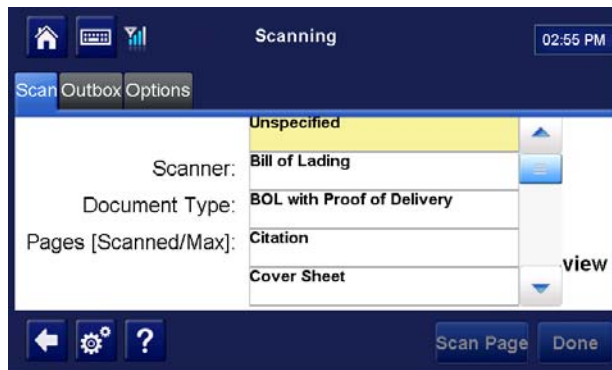 Scanning
02:55 PM
Scan Outbox Options
Unspecified
Scanner:
Bill of Lading
Document Type:
BOL with Proof of Delivery
Pages [Scanned/Max]:
Citation
view
Cover Sheet
?
Scan Page Done